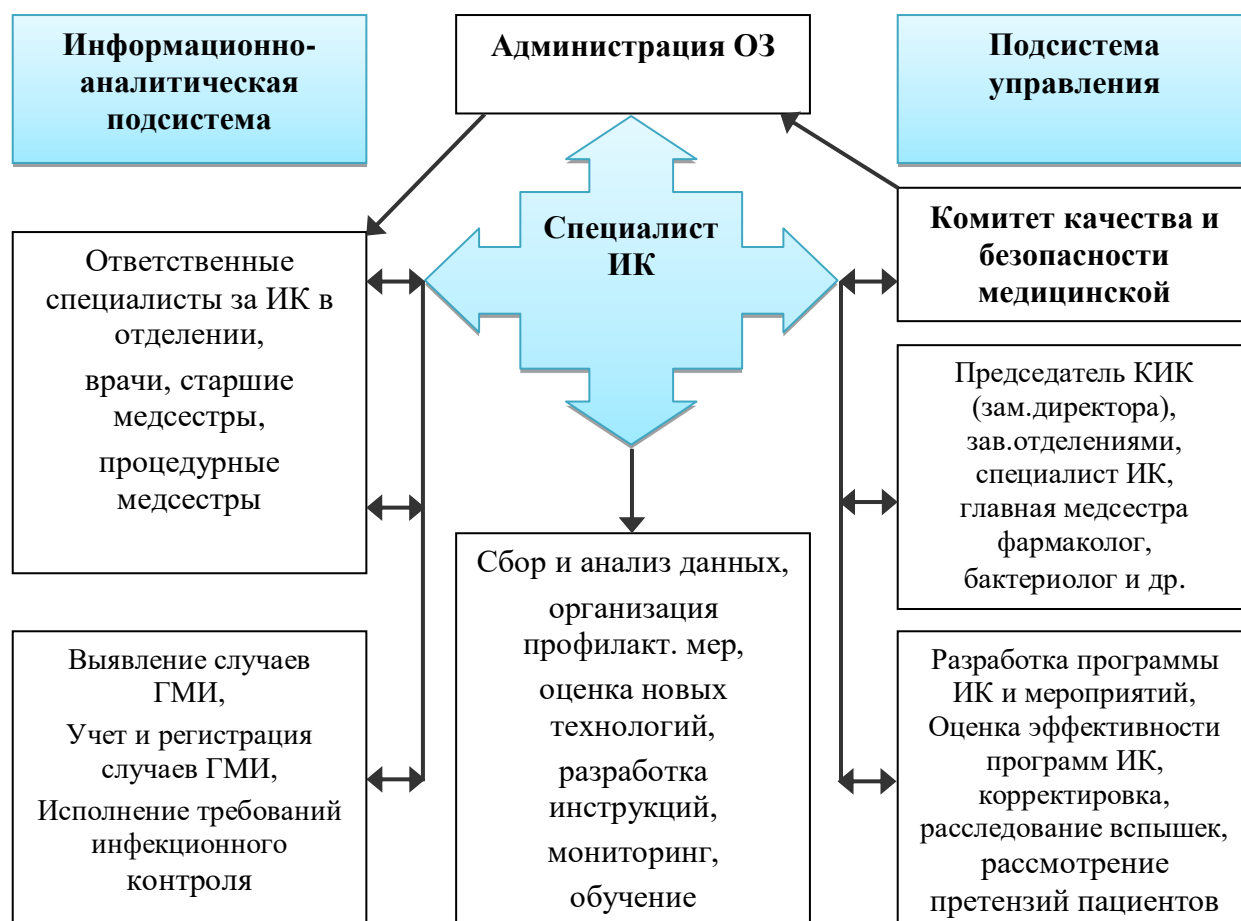 Информационно-
аналитическая
подсистема
Администрация ОЗ
Подсистема
управления
Специалист
ИК
Ответственные
специалисты за ИК в
отделении,
врачи, старшие
медсестры,
процедурные
медсестры
Комитет качества и
безопасности
медицинской
Председатель КИК
(зам.директора),
зав.отделениями,
специалист ИК,
главная медсестра
фармаколог,
бактериолог и др.
Выявление случаев
ГМИ,
Учет и регистрация
случаев ГМИ,
Исполнение требований
инфекционного
контроля
Сбор и анализ данных,
организация
профилакт. мер,
оценка новых
технологий,
разработка
инструкций,
мониторинг,
обучение
Разработка программы
ИК и мероприятий,
Оценка эффективности
программ ИК,
корректировка,
расследование вспышек,
рассмотрение
претензий пациентов